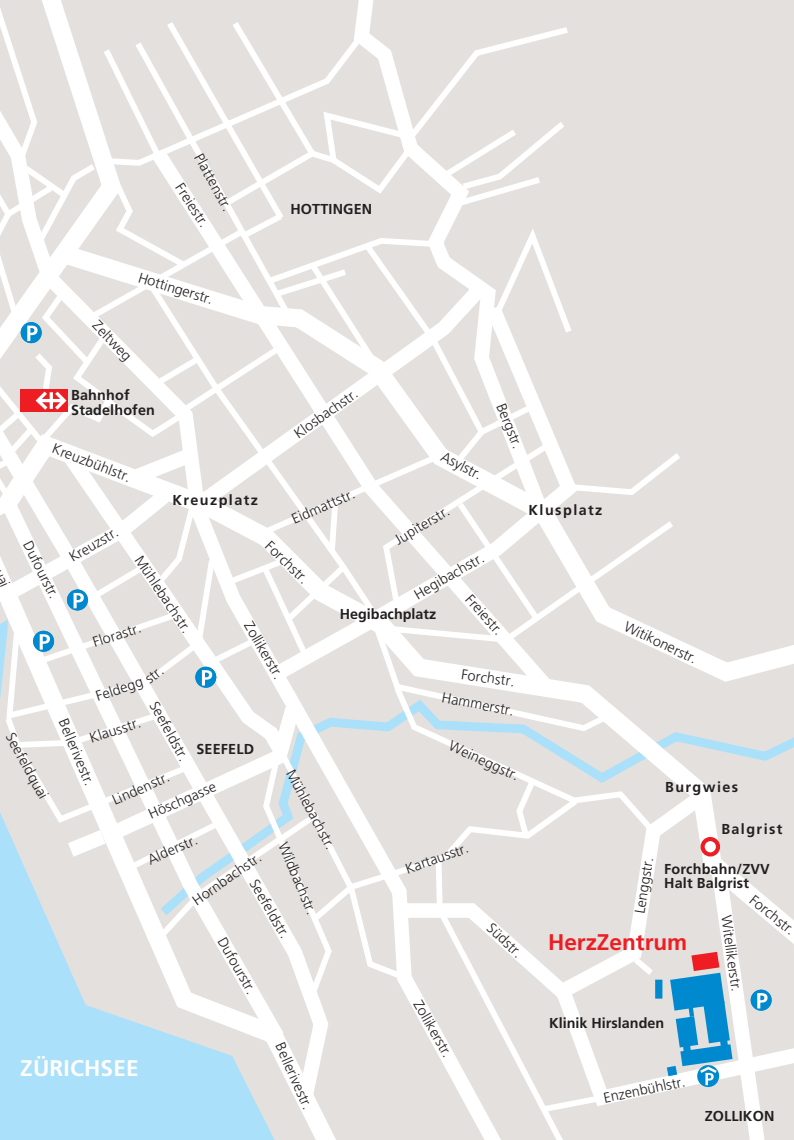 Plattenstr.
Freiestr.
HOTTINGEN
Hottingerstr.
P
Zeltweg
Bahnhof
Stadelhofen
Klosbachstr.
Bergstr.
Kreuzbühlstr.
Asylstr.
Kreuzplatz
Eidmattstr.
Klusplatz
Jupiterstr.
Kreuzstr.
Dufourstr.
Forchstr.
Mühlebachstr.
Hegibachstr.
P
Hegibachplatz
Freiestr.
P
Florastr.
Zollikerstr.
Witikonerstr.
P
Feldegg str.
Forchstr.
Hammerstr.
Klausstr.
Seefeldstr.
Bellerivestr.
SEEFELD
Weineggstr.
Seefeldquai
Lindenstr.
Höschgasse
Mühlebachstr.
Burgwies
Balgrist
Alderstr.
Kartausstr.
Forchbahn/ZVV
Halt Balgrist
Hornbachstr.
Wildbachstr.
Seefeldstr.
Lenggstr.
Forchstr.
Südstr.
HerzZentrum
Witellikerstr.
Dufourstr.
P
Klinik Hirslanden
Zollikerstr.
ZÜRICHSEE
Bellerivestr.
P
Enzenbühlstr.
ZOLLIKON